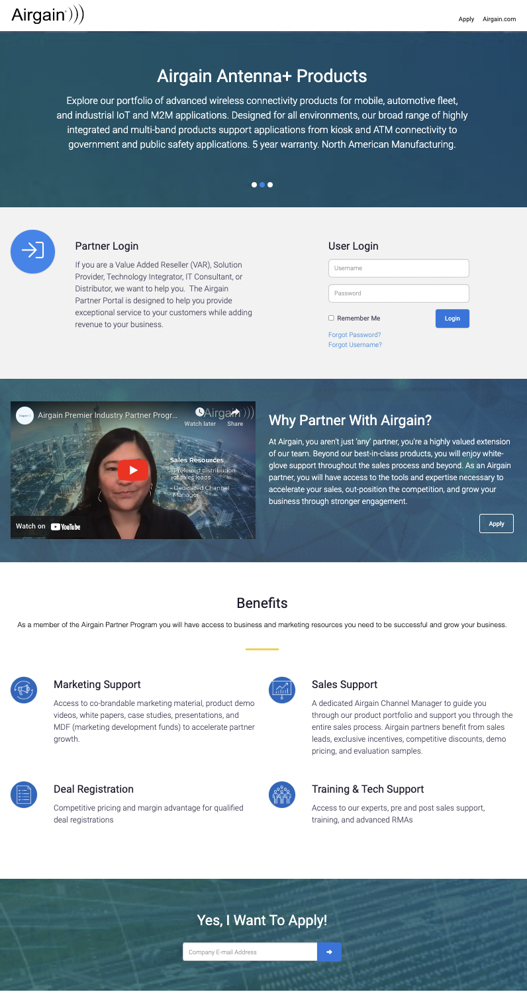 Airgain®
Apply Airgain.com
Airgain Antenna+ Products
Explore our portfolio of advanced wireless connectivity products for mobile, automotive fleet,
and industrial IoT and M2M applications. Designed for all environments, our broad range of highly
integrated and multi-band products support applications from kiosk and ATM connectivity to
government and public safety applications. 5 year warranty. North American Manufacturing.
Partner Login
If you are a Value Added Reseller (VAR), Solution
Provider, Technology Integrator, IT Consultant, or
Distributor, we want to help you.  The Airgain
Partner Portal is designed to help you provide
exceptional service to your customers while adding
revenue to your business.
User Login
Username
Password
Remember Me
Login
Forgot Password?
Forgot Username?
Airgain
Airgain Premier Industry Partner Progr...
Airgain
Watch later
Share
Sales Resources
- Preferred distribution
of sales leads
- Dedicated Channel
Manager
Watch on YouTube
Why Partner With Airgain?
At Airgain, you aren't just 'any' partner, you're a highly valued extension
of our team. Beyond our best-in-class products, you will enjoy white-
glove support throughout the sales process and beyond. As an Airgain
partner, you will have access to the tools and expertise necessary to
accelerate your sales, out-position the competition, and grow your
business through stronger engagement.
Apply
Benefits
As a member of the Airgain Partner Program you will have access to business and marketing resources you need to be successful and grow your business.
Marketing Support
Access to co-brandable marketing material, product demo
videos, white papers, case studies, presentations, and
MDF (marketing development funds) to accelerate partner
growth.
Sales Support
A dedicated Airgain Channel Manager to guide you
through our product portfolio and support you through the
entire sales process. Airgain partners benefit from sales
leads, exclusive incentives, competitive discounts, demo
pricing, and evaluation samples.
Deal Registration
Competitive pricing and margin advantage for qualified
deal registrations
Training & Tech Support
Access to our experts, pre and post sales support,
training, and advanced RMAs
Yes, I Want To Apply!
Company E-mail Address